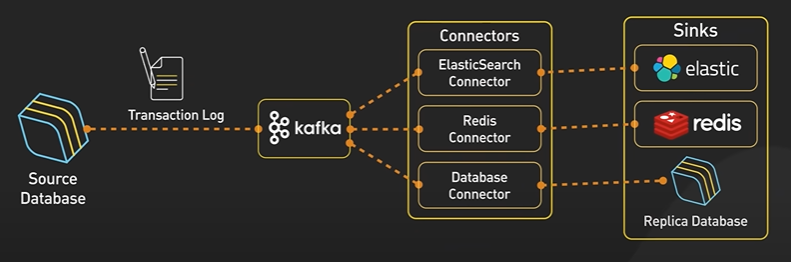 Source
Database
Transaction Log
kafka
Connectors
ElasticSearch
Connector
Redis
Connector
Database
Connector
Sinks
elastic
redis
Replica Database